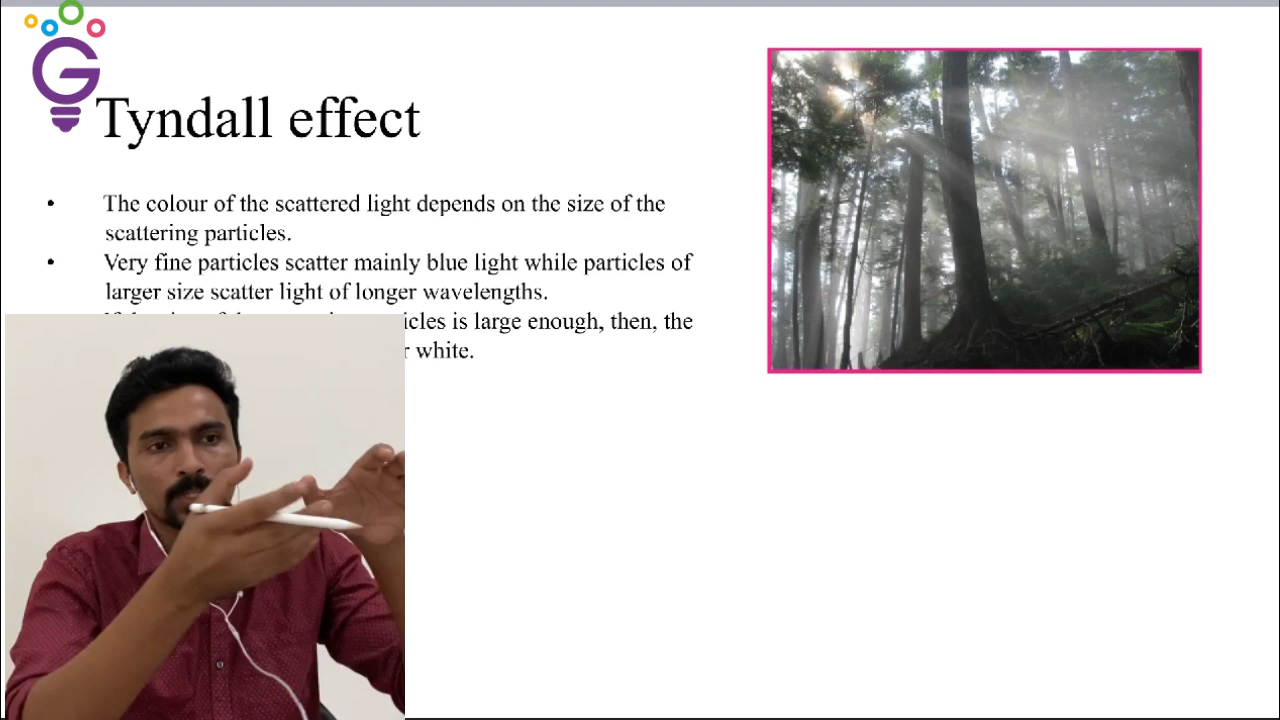 Tyndall effect
• The colour of the scattered light depends on the size of the
scattering particles.
• Very fine particles scatter mainly blue light while particles of
larger size scatter light of longer wavelengths.
is large enough, then, the
white.